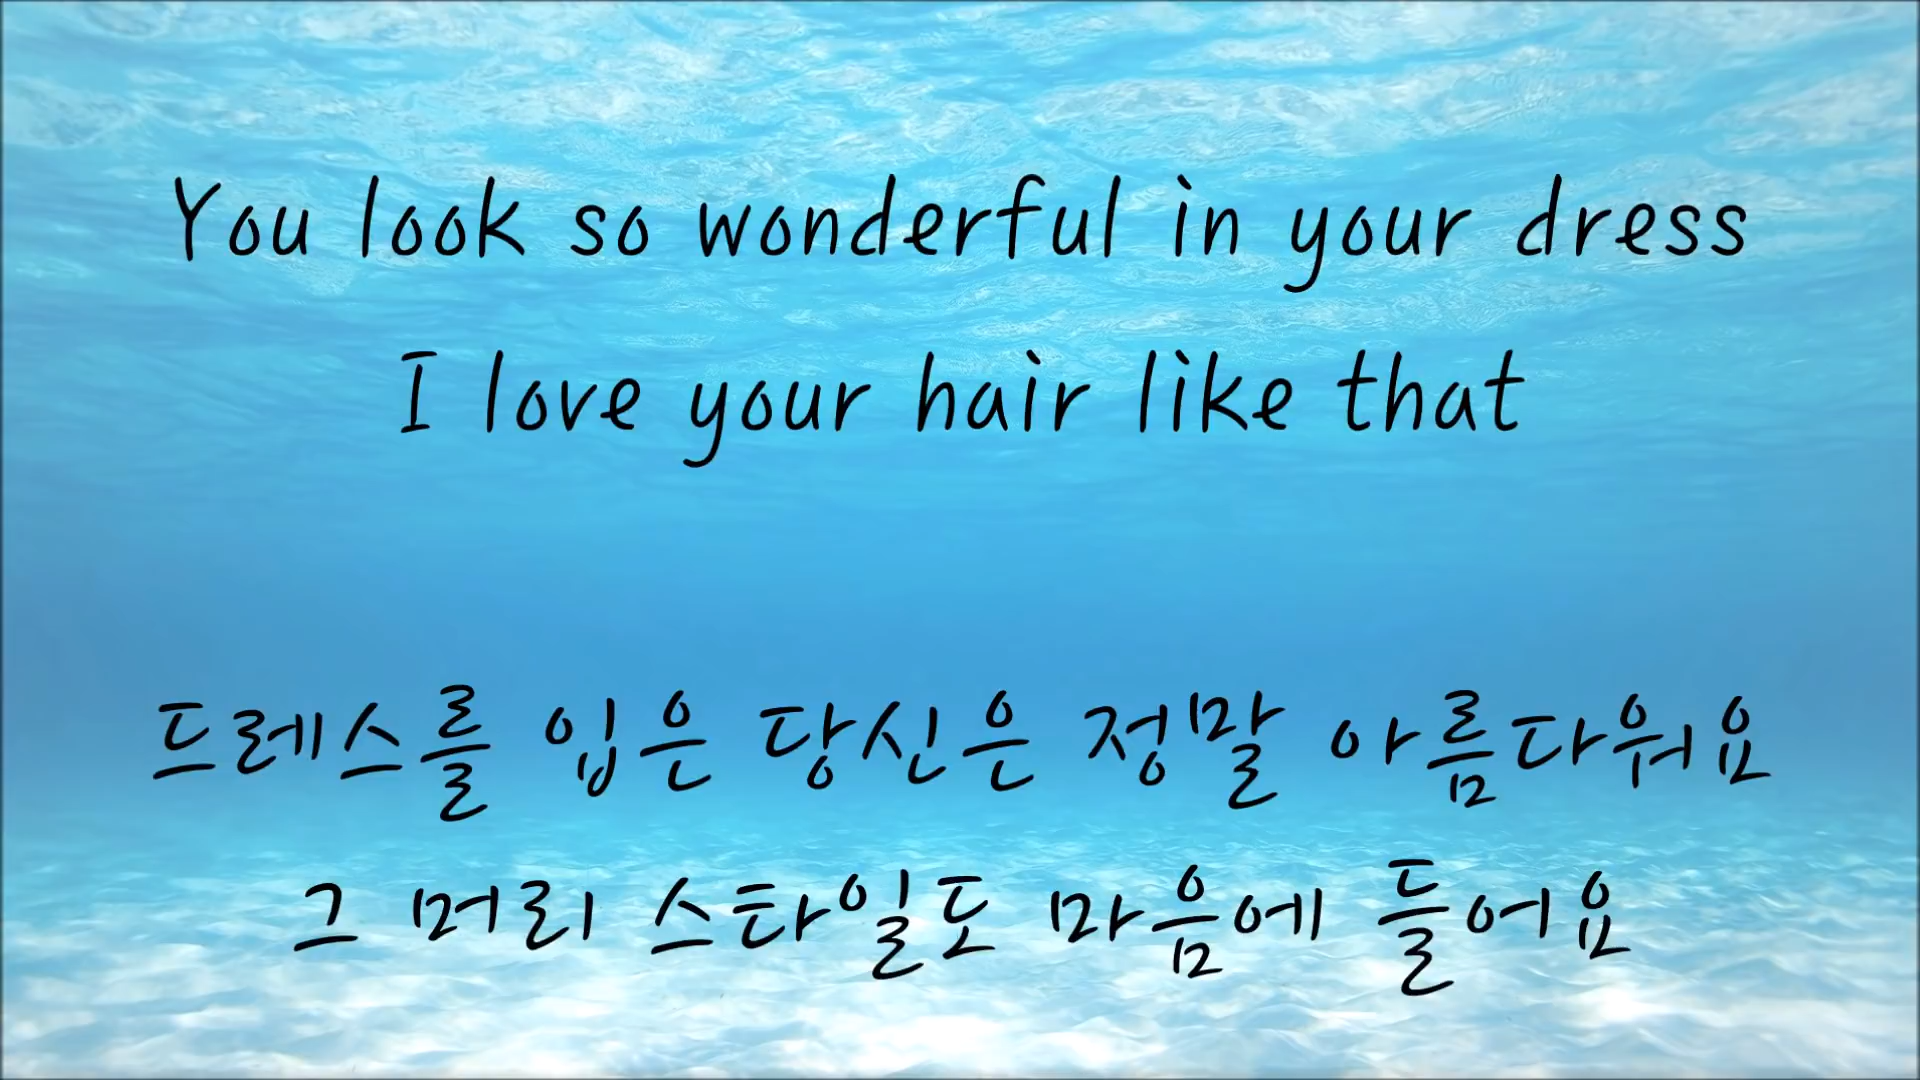 You look so wonderful in your dress
I love your hair like that
드레스를 입은 당신은 정말 아름다워요
그 머리 스타일도 마음에 들어요